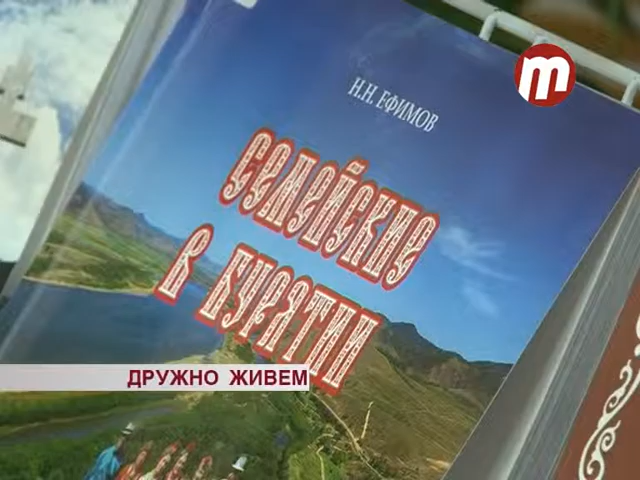 Н.Н. ЕФИМОВ
СЕМЕЙСКИЕ
В БУРЯТИИ
ДРУЖНО ЖИВЕМ
m